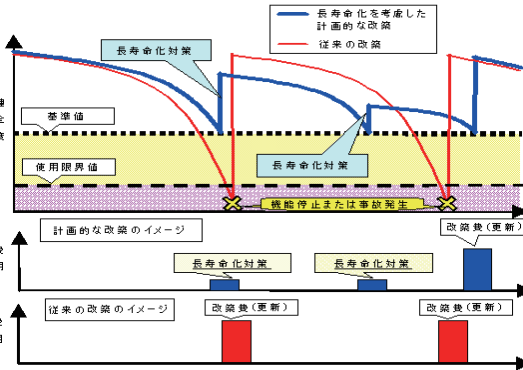 長寿命化を考慮した
計画的な改築
従来の改築
長寿命化対策
全
基準値
長寿命化対策
使用限界値
機能停止または事故発生
計画的な改築のイメージ
改築費(更新)
長寿命化対策
長寿命化対策
用
従来の改築のイメージ
改築費(更新)
改築費(更新)
用